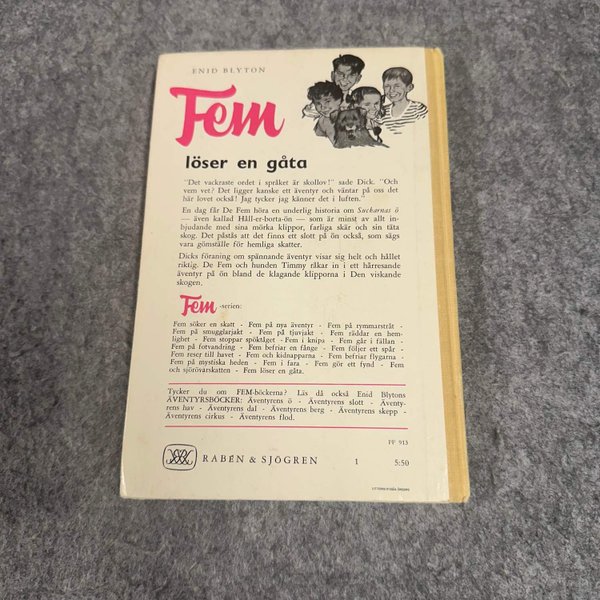 ENID BLYTON
Fem
löser en gåta
"Det vackraste ordet i språket är skollov!" sade Dick. "Och
vem vet? Det ligger kanske ett äventyr och väntar på oss det
här lovet också! Jag tycker jag känner det i luften."
En dag får De Fem höra en underlig historia om Suckarnas ö
— även kallad Håll-er-borta-ön — som är minst av allt in-
bjudande med sina mörka klippor, farliga skär och sin täta
skog. Det påstås att det finns ett slott på ön också, som sägs
vara gömställe för hemliga skatter.
Dicks föraning om spännande äventyr visar sig helt och hållet
riktig. De Fem och hunden Timmy råkar in i ett hårresande
äventyr på ön bland de klagande klipporna i Den viskande
skogen.
Fem -serien:
Fem söker en skatt - Fem på nya äventyr - Fem på rymmarstråt -
Fem på smugglarjakt - Fem på tjuvjakt - Fem räddar en hem-
lighet - Fem stoppar spöktåget - Fem i knipa - Fem går i fällan -
Fem på fotvandring - Fem befriar en fånge - Fem följer ett spår -
Fem reser till havet - Fem och kidnapparna - Fem befriar flygarna -
Fem på mystiska heden - Fem i fara - Fem gör ett fynd - Fem
och sjörövarskatten - Fem löser en gåta.
Tycker du om FEM-böckerna? Läs då också Enid Blytons
ÄVENTYRSBÖCKER: Äventyrens ö - Äventyrens slott - Äventy-
rens hav - Äventyrens dal - Äventyrens berg - Äventyrens skepp -
Äventyrens cirkus - Äventyrens flod.
PP 913
RABÉN & SJÖGREN 1 5:50